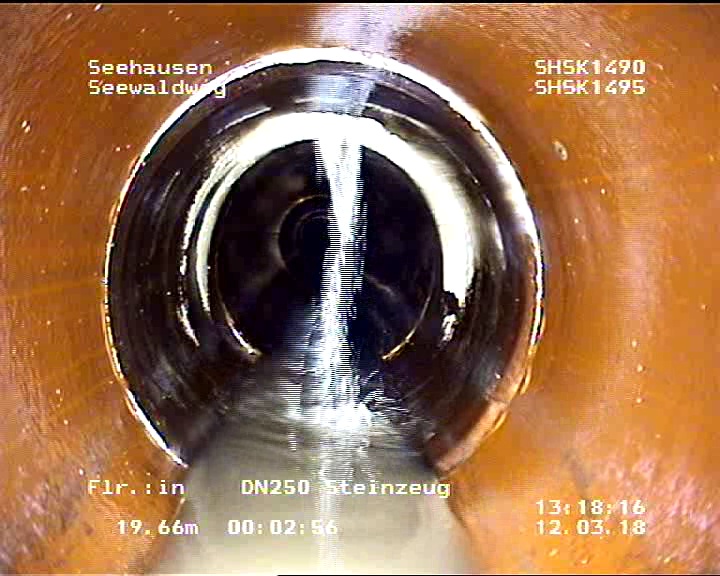 Seehausen SHSK1490
Seewaldweg SHSK1495
Flr.:in DN250 Steinzeug
13:18:16
19.66m 00:02:56 12.03.18